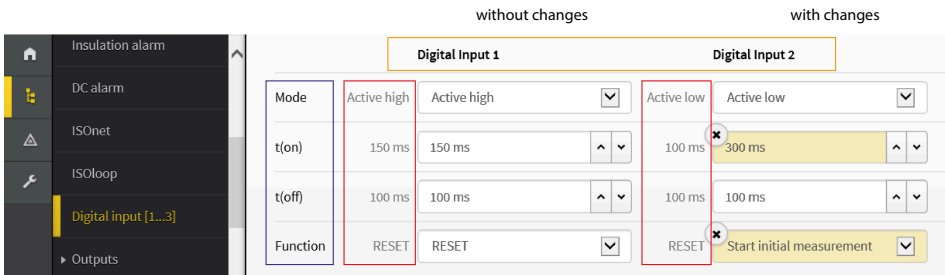 without changes with changes
Insulation alarm
Digital Input 1 Digital Input 2
DC alarm
Mode Active high Active high Active low Active low
ISOnet
t(on) 150 ms 150 ms 100 ms 300 ms
ISOloop
t(off) 100 ms 100 ms 100 ms 100 ms
Digital input [1...3]
Function RESET RESET RESET Start initial measurement
Outputs